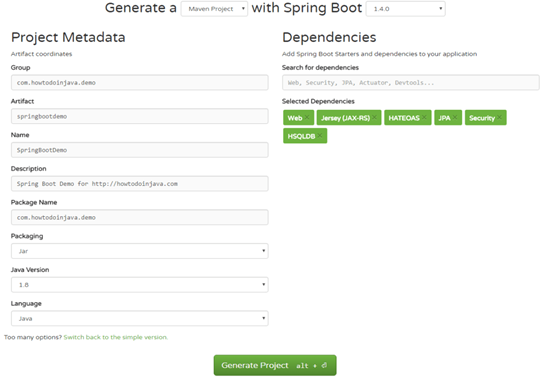 Generate a Maven Project with Spring Boot 1.4.0
Project Metadata
Artifact coordinates
Group
com.howtodoinjava.demo
Artifact
springbootdemo
Name
SpringBootDemo
Description
Spring Boot Demo for http://howtodoinjava.com
Package Name
com.howtodoinjava.demo
Packaging
Jar
Java Version
1.6
Language
Java
Too many options? Switch back to the simple version.
Dependencies
Add Spring Boot Starters and dependencies to your application
Search for dependencies
Web, Security, JPA, Actuator, Devtools...
Selected Dependencies
Web × Jersey (JAX-RS) × HATEOAS × JPA × Security ×
HSQLDB ×
Generate Project alt + ⏎